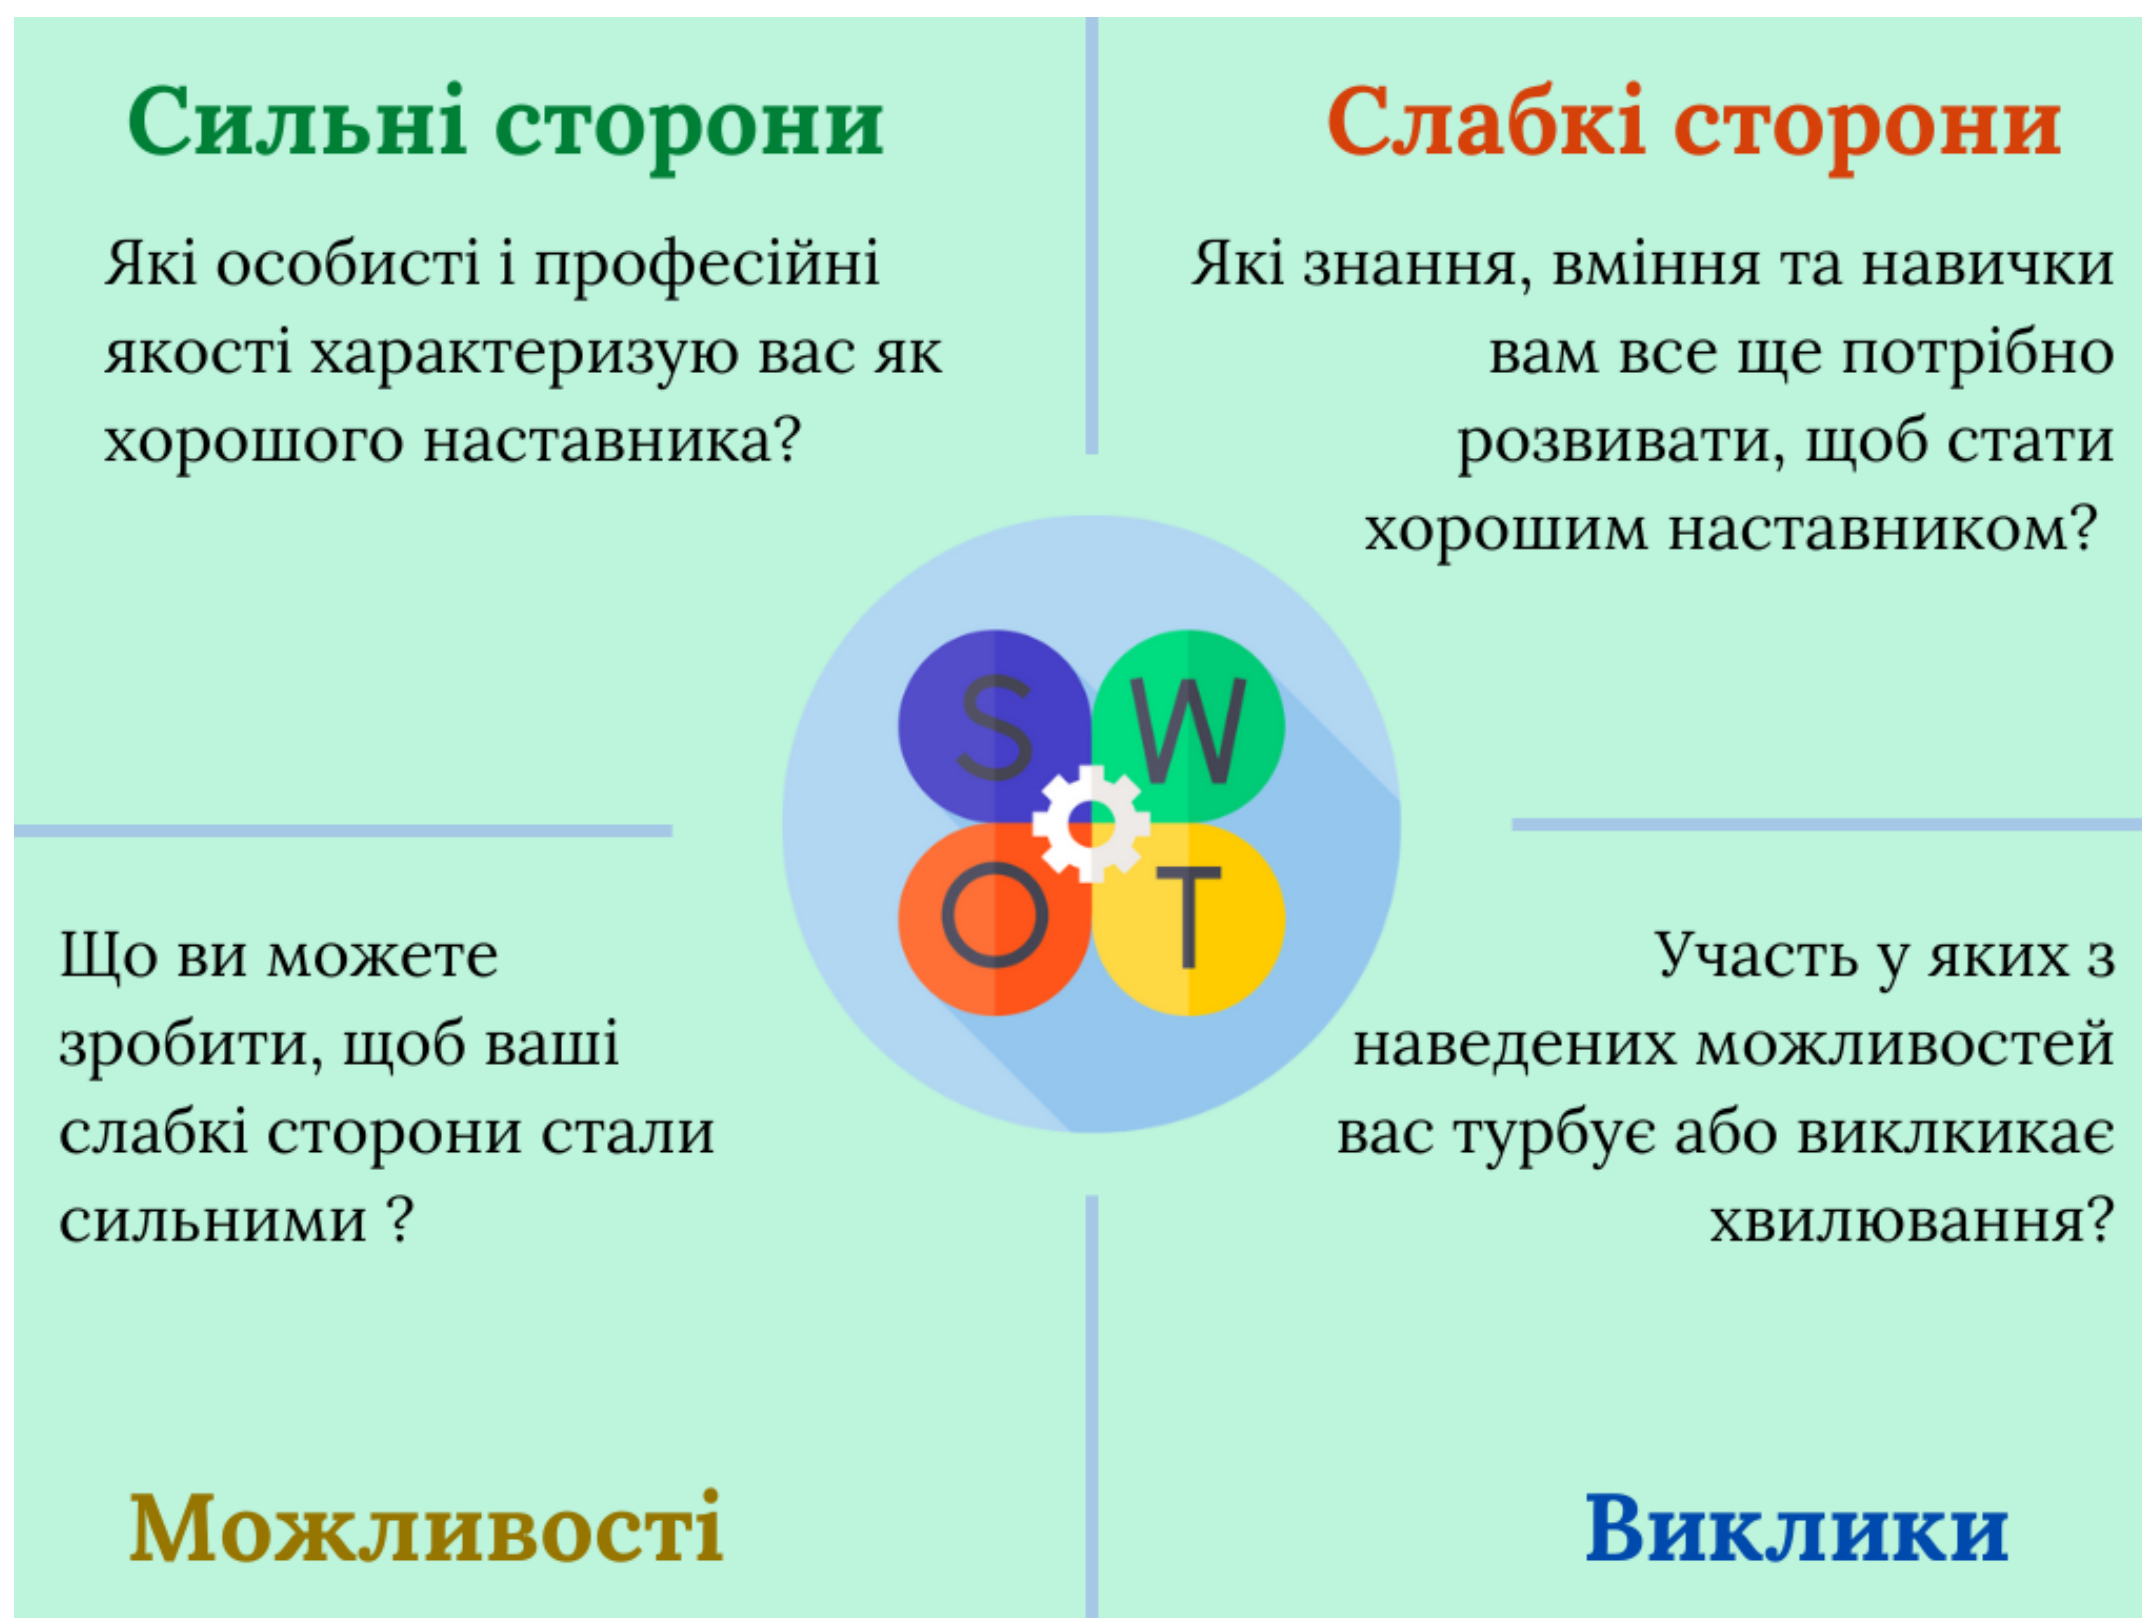 Сильні сторони
Які особисті і професійні
якості характеризую вас як
хорошого наставника?
Слабкі сторони
Які знання, вміння та навички
вам все ще потрібно
розвивати, щоб стати
хорошим наставником?
S W
O T
Що ви можете
зробити, щоб ваші
слабкі сторони стали
сильними ?
Можливості
Участь у яких з
наведених можливостей
вас турбує або виклкикає
хвилювання?
Виклики